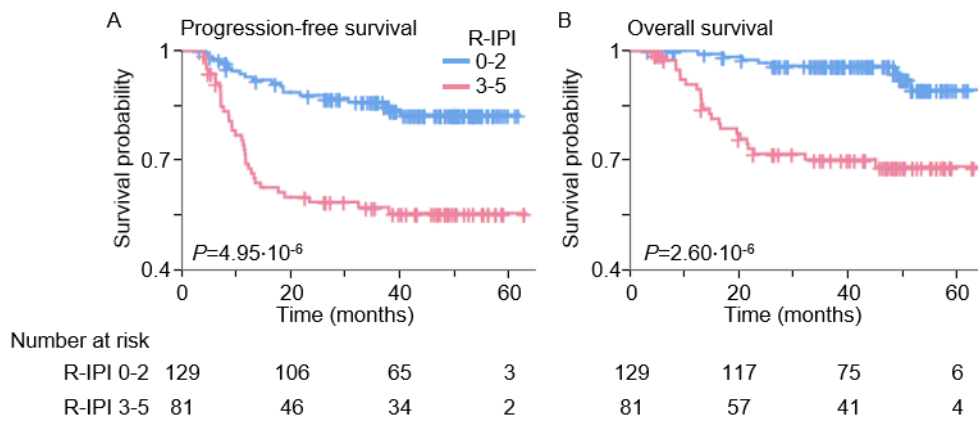 A
Progression-free survival
R-IPI
0-2
3-5
1
0.7
0.4
Survival probability
P=4.95·10-6
0 20 40 60
Time (months)
B
Overall survival
1
0.7
0.4
Survival probability
P=2.60·10-6
0 20 40 60
Time (months)
Number at risk
R-IPI 0-2 129 106 65 3 129 117 75 6
R-IPI 3-5 81 46 34 2 81 57 41 4